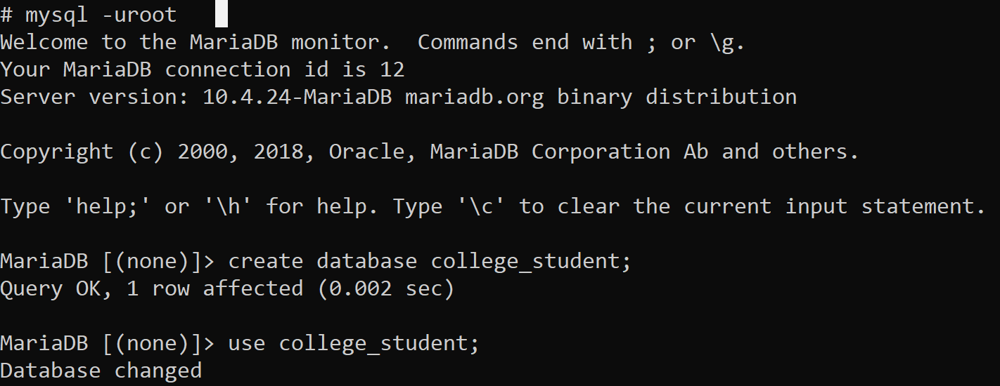 # mysql -uroot
Welcome to the MariaDB monitor.  Commands end with ; or \g.
Your MariaDB connection id is 12
Server version: 10.4.24-MariaDB mariadb.org binary distribution
Copyright (c) 2000, 2018, Oracle, MariaDB Corporation Ab and others.
Type 'help;' or '\h' for help. Type '\c' to clear the current input statement.
MariaDB [(none)]> create database college_student;
Query OK, 1 row affected (0.002 sec)
MariaDB [(none)]> use college_student;
Database changed